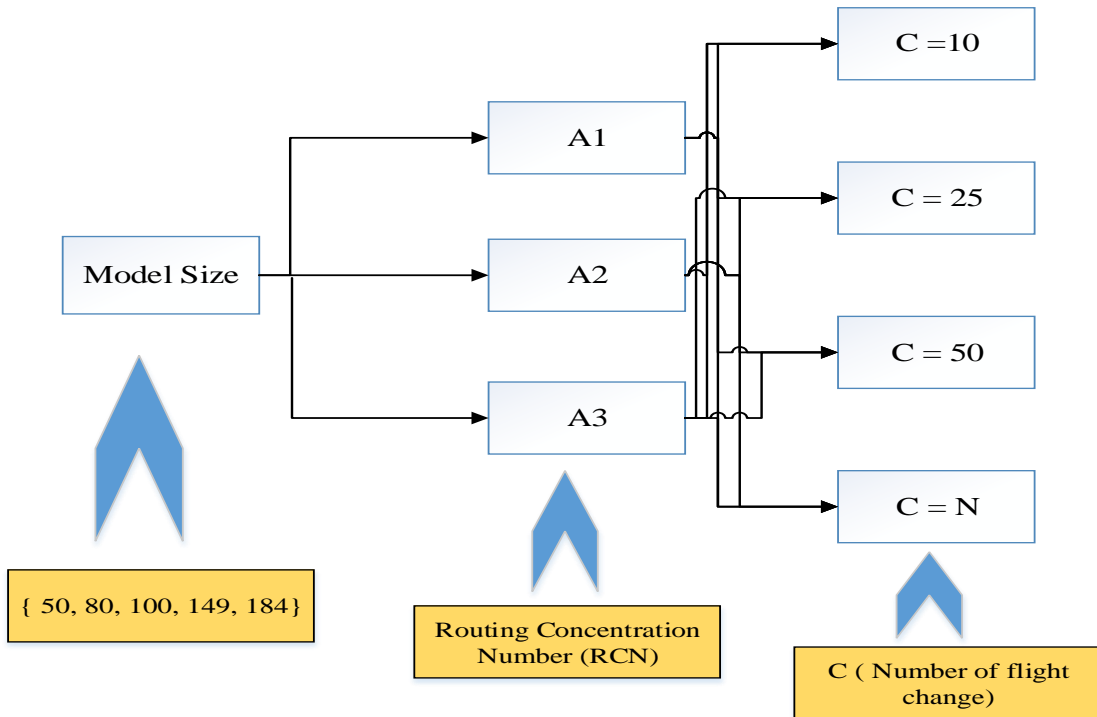 C =10
A1
C = 25
Model Size
A2
C = 50
A3
C = N
{ 50, 80, 100, 149, 184}
Routing Concentration
Number (RCN)
C ( Number of flight
change)